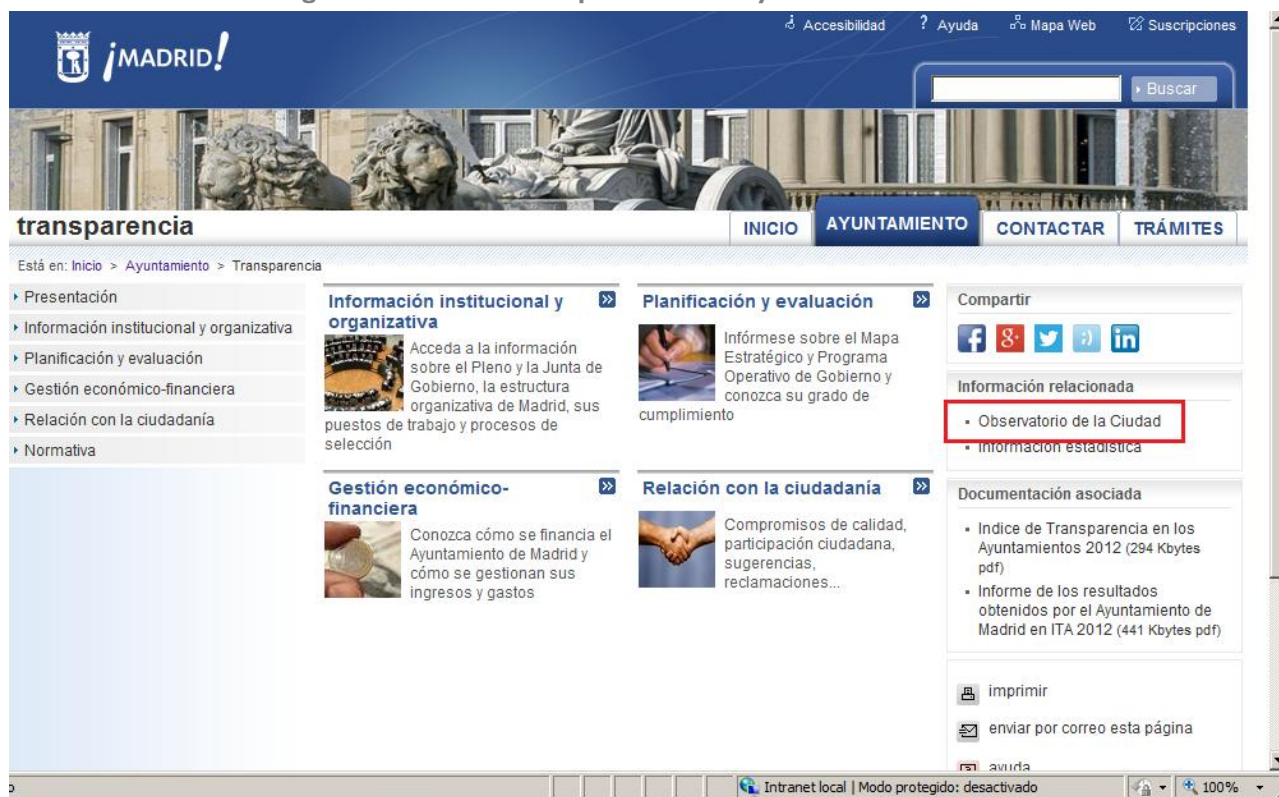 Accesibilidad ? Ayuda Mapa Web Suscripciones
¡MADRID!
Buscar
transparencia
INICIO AYUNTAMIENTO CONTACTAR TRÁMITES
Está en: Inicio > Ayuntamiento > Transparencia
Presentación
Información institucional y organizativa
Planificación y evaluación
Gestión económico-financiera
Relación con la ciudadanía
Normativa
Información institucional y
organizativa
Acceda a la información
sobre el Pleno y la Junta de
Gobierno, la estructura
organizativa de Madrid, sus
puestos de trabajo y procesos de
selección
Planificación y evaluación
Infórmese sobre el Mapa
Estratégico y Programa
Operativo de Gobierno y
conozca su grado de
cumplimiento
Gestión económico-
financiera
Conozca cómo se financia el
Ayuntamiento de Madrid y
cómo se gestionan sus
ingresos y gastos
Relación con la ciudadanía
Compromisos de calidad,
participación ciudadana,
sugerencias,
reclamaciones...
Compartir
Información relacionada
Observatorio de la Ciudad
Información estadística
Documentación asociada
Indice de Transparencia en los
Ayuntamientos 2012 (294 Kbytes
pdf)
Informe de los resultados
obtenidos por el Ayuntamiento de
Madrid en ITA 2012 (441 Kbytes pdf)
imprimir
enviar por correo esta página
ayuda
Intranet local | Modo protegido: desactivado 100%